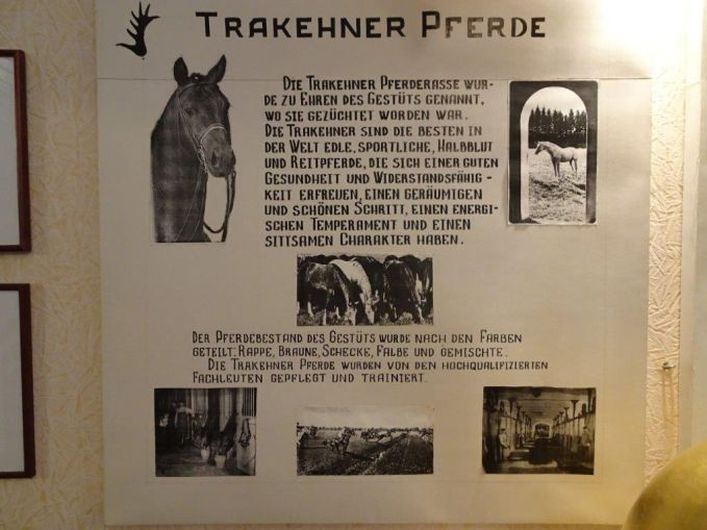 TRAKEHNER PFERDE
DIE TRAKEHNER PFERDERASSE WUR-
DE ZU EHREN DES GESTÜTS GENANNT,
WO SIE GEZÜCHTET WORDEN WAR.
DIE TRAKEHNER SIND DIE BESTEN IN
DER WELT EDLE, SPORTLICHE, HALBBLUT
UND REITPFERDE, DIE SICH EINER GUTEN
GESUNDHEIT UND WIDERSTANDSFÄHIG-
KEIT ERFREUEN, EINEN GERÄUMIGEN
UND SCHÖNEN SCHRITT, EINEN ENERGI-
SCHEN TEMPERAMENT UND EINEN
SITTSAMEN CHARAKTER HABEN.
DER PFERDEBESTAND DES GESTÜTS WURDE NACH DEN FARBEN
GETEILT: RAPPE, BRAUNE, SCHECKE, FALBE UND GEMISCHTE.
DIE TRAKEHNER PFERDE WURDEN VON DEN HOCHQUALIFIZIERTEN
FACHLEUTEN GEPFLEGT UND TRAINIERT.